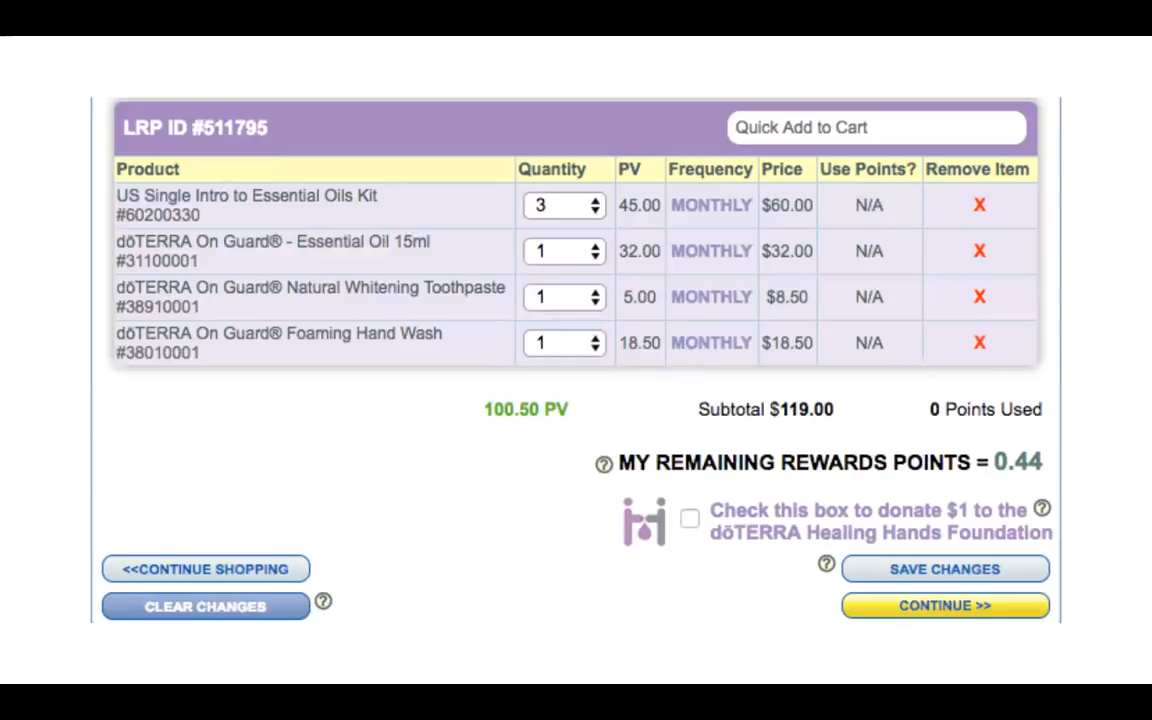 LRP ID #511795 Quick Add to Cart
Product Quantity PV Frequency Price Use Points? Remove Item
US Single Intro to Essential Oils Kit
#60200330
3 45.00 MONTHLY $60.00 N/A X
dōTERRA On Guard® - Essential Oil 15ml
#31100001
1 32.00 MONTHLY $32.00 N/A X
dōTERRA On Guard® Natural Whitening Toothpaste
#38910001
1 5.00 MONTHLY $8.50 N/A X
dōTERRA On Guard® Foaming Hand Wash
#38010001
1 18.50 MONTHLY $18.50 N/A X
100.50 PV Subtotal $119.00 0 Points Used
? MY REMAINING REWARDS POINTS = 0.44
Check this box to donate $1 to the ?
dōTERRA Healing Hands Foundation
<<CONTINUE SHOPPING ? SAVE CHANGES
CLEAR CHANGES ? CONTINUE >>